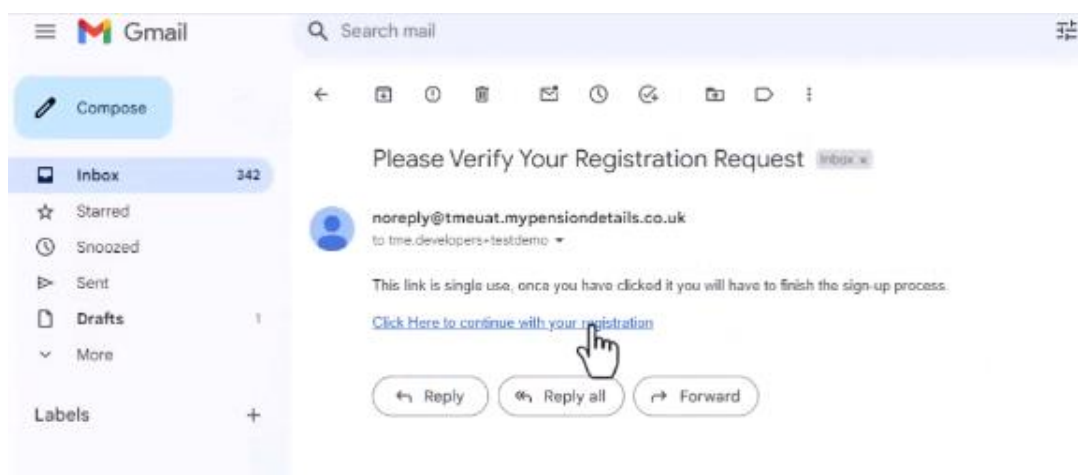 Gmail
Search mail
Compose
Inbox 342
Starred
Snoozed
Sent
Drafts 1
More
Labels +
Please Verify Your Registration Request Inbox x
noreply@tmeuat.mypensiondetails.co.uk
to tme.developers+testdemo
This link is single use, once you have clicked it you will have to finish the sign-up process.
Click Here to continue with your registration
Reply Reply all Forward